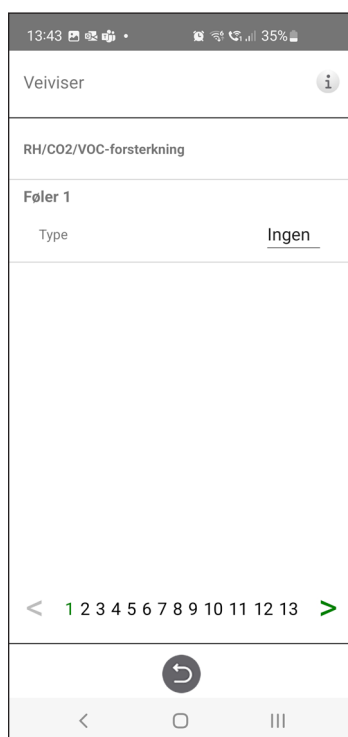 13:43 35%
Veiviser i
RH/CO2/VOC-forsterkning
Føler 1
Type Ingen
< 1 2 3 4 5 6 7 8 9 10 11 12 13 >